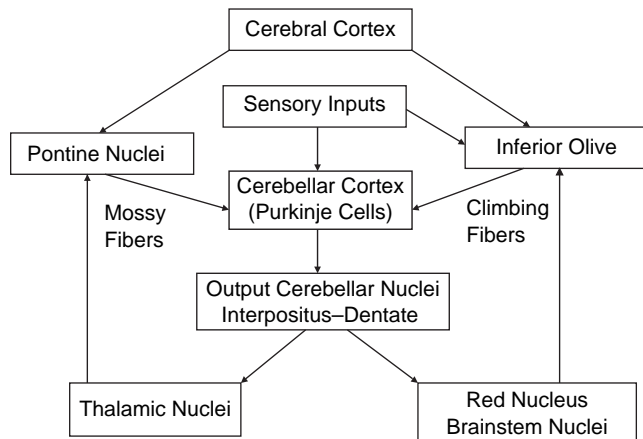 Cerebral Cortex
Sensory Inputs
Pontine Nuclei
Inferior Olive
Cerebellar Cortex
(Purkinje Cells)
Mossy
Fibers
Climbing
Fibers
Output Cerebellar Nuclei
Interpositus–Dentate
Thalamic Nuclei
Red Nucleus
Brainstem Nuclei